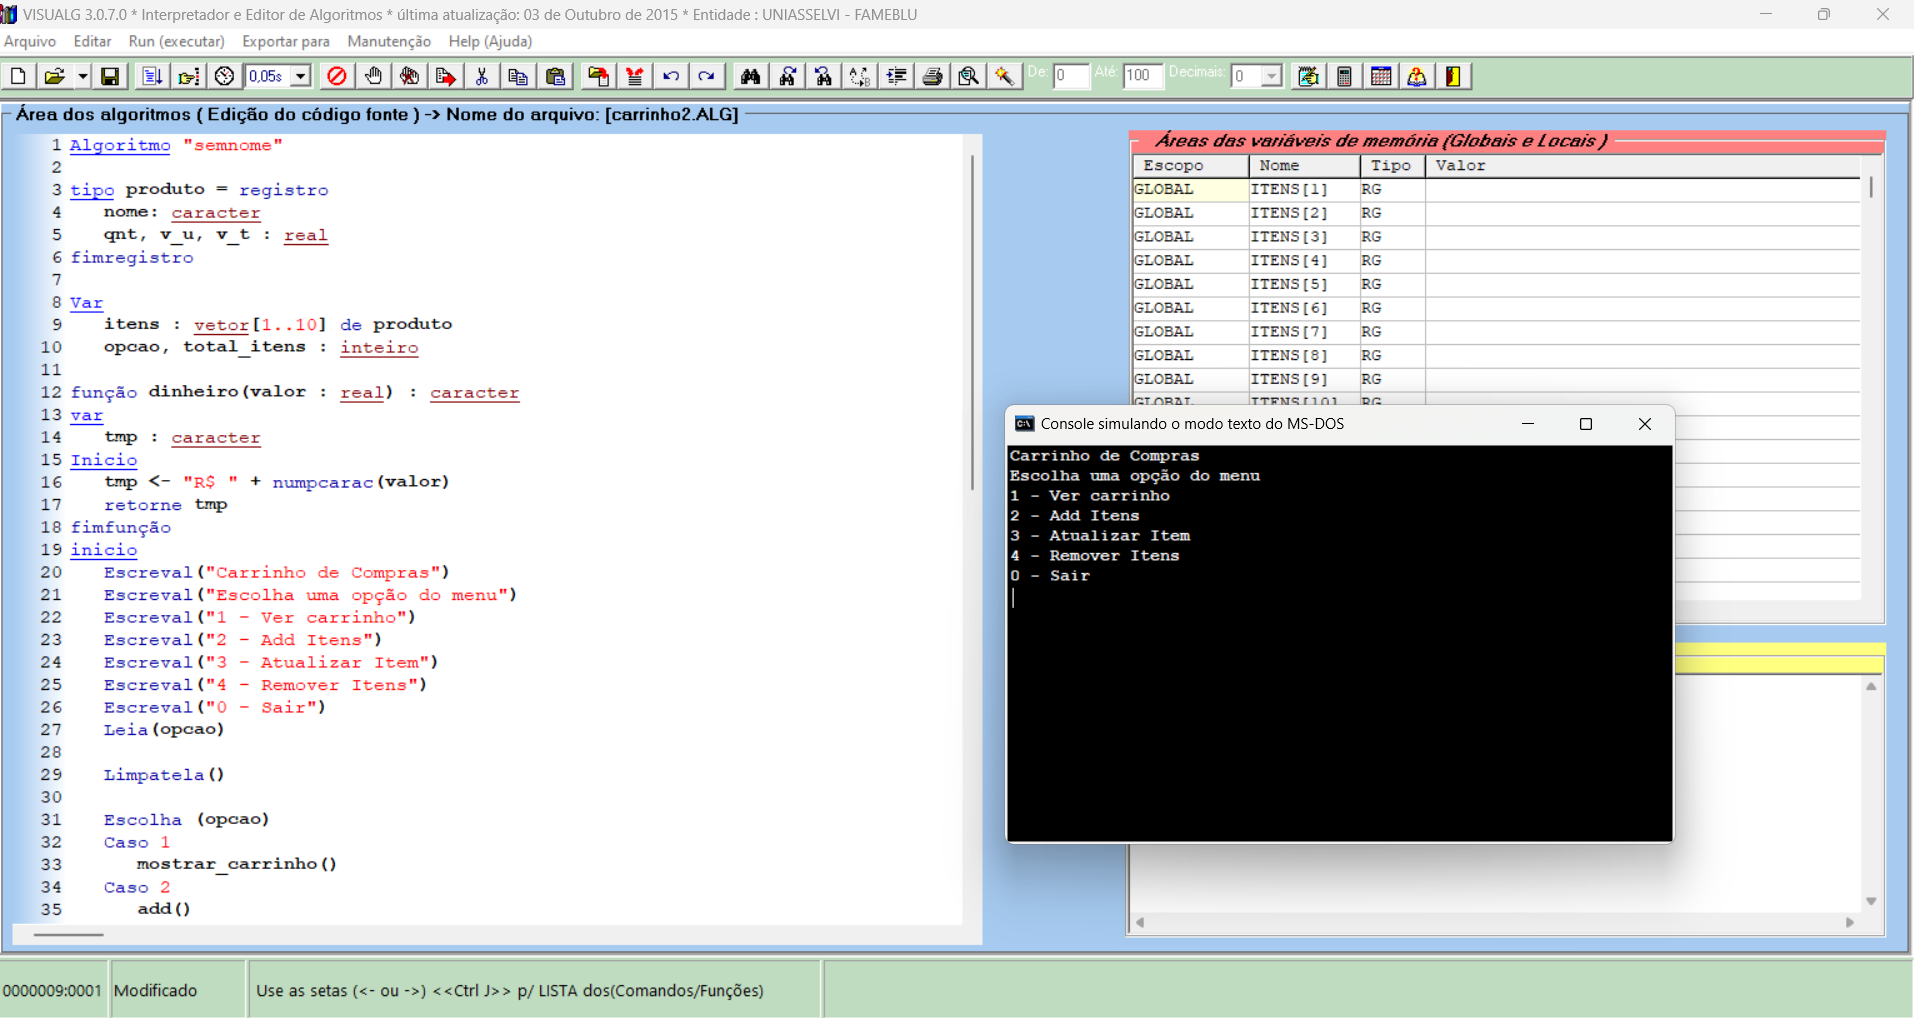 VISUALG 3.0.7.0 * Interpretador e Editor de Algoritmos * última atualização: 03 de Outubro de 2015 * Entidade : UNIASSELVI - FAMEBLU
Arquivo Editar Run (executar) Exportar para Manutenção Help (Ajuda)
0,05s De: 0 Até: 100 Decimais: 0
Área dos algoritmos ( Edição do código fonte ) -> Nome do arquivo: [carrinho2.ALG]
1 Algoritmo "semnome"
2
3 tipo produto = registro
4 nome: caracter
5 qnt, v_u, v_t : real
6 fimregistro
7
8 Var
9 itens : vetor[1..10] de produto
10 opcao, total_itens : inteiro
11
12 função dinheiro(valor : real) : caracter
13 var
14 tmp : caracter
15 Inicio
16 tmp <- "R$ " + numpcarac(valor)
17 retorne tmp
18 fimfunção
19 inicio
20 Escreval("Carrinho de Compras")
21 Escreval("Escolha uma opção do menu")
22 Escreval("1 - Ver carrinho")
23 Escreval("2 - Add Itens")
24 Escreval("3 - Atualizar Item")
25 Escreval("4 - Remover Itens")
26 Escreval("0 - Sair")
27 Leia(opcao)
28
29 Limpatela()
30
31 Escolha (opcao)
32 Caso 1
33 mostrar_carrinho()
34 Caso 2
35 add()
Áreas das variáveis de memória (Globais e Locais )
Escopo Nome Tipo Valor
GLOBAL ITENS[1] RG
GLOBAL ITENS[2] RG
GLOBAL ITENS[3] RG
GLOBAL ITENS[4] RG
GLOBAL ITENS[5] RG
GLOBAL ITENS[6] RG
GLOBAL ITENS[7] RG
GLOBAL ITENS[8] RG
GLOBAL ITENS[9] RG
GLOBAL ITENS[10] RG
Console simulando o modo texto do MS-DOS
Carrinho de Compras
Escolha uma opção do menu
1 - Ver carrinho
2 - Add Itens
3 - Atualizar Item
4 - Remover Itens
0 - Sair
0000009:0001 Modificado Use as setas (<- ou ->) <<Ctrl J>> p/ LISTA dos(Comandos/Funções)